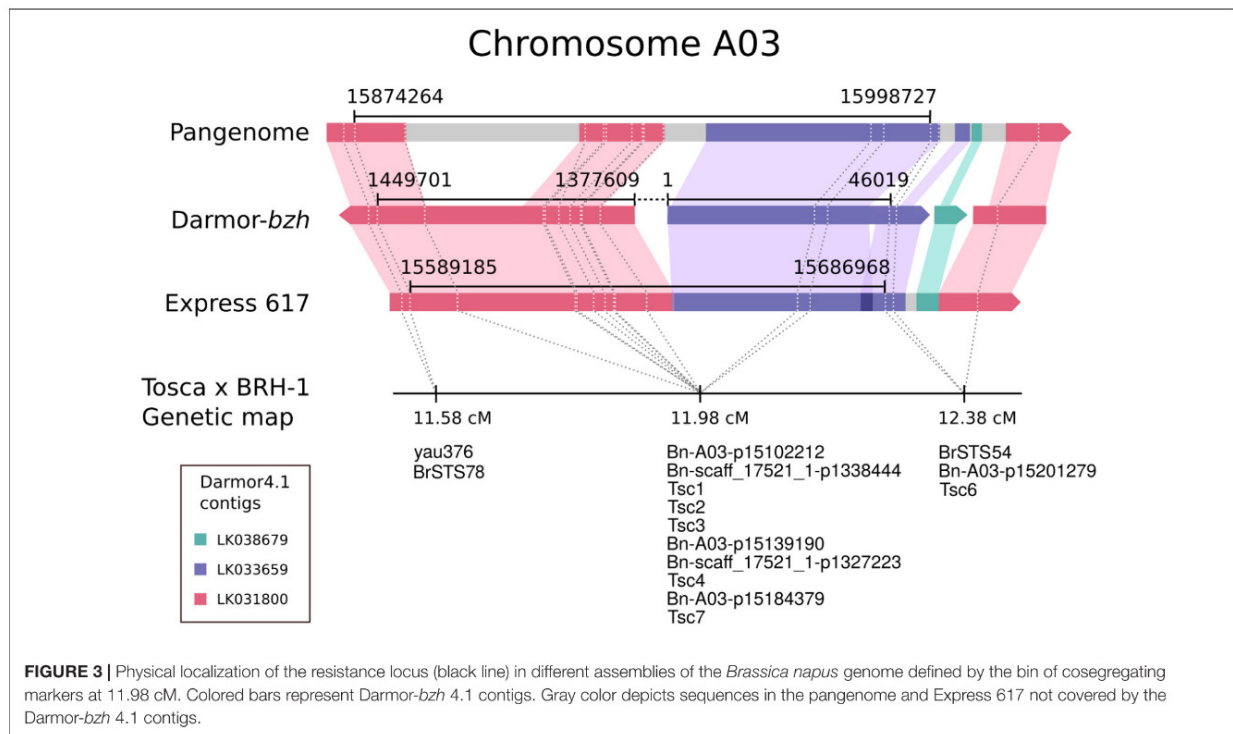 Chromosome A03
15874264 15998727
Pangenome
1449701 1377609 1 46019
Darmor-bzh
15589185 15686968
Express 617
Tosca x BRH-1
Genetic map
11.58 cM 11.98 cM 12.38 cM
yau376
BrSTS78
Bn-A03-p15102212
Bn-scaff_17521_1-p1338444
Tsc1
Tsc2
Tsc3
Bn-A03-p15139190
Bn-scaff_17521_1-p1327223
Tsc4
Bn-A03-p15184379
Tsc7
BrSTS54
Bn-A03-p15201279
Tsc6
Darmor4.1
contigs
LK038679
LK033659
LK031800
FIGURE 3 | Physical localization of the resistance locus (black line) in different assemblies of the Brassica napus genome defined by the bin of cosegregating
markers at 11.98 cM. Colored bars represent Darmor-bzh 4.1 contigs. Gray color depicts sequences in the pangenome and Express 617 not covered by the
Darmor-bzh 4.1 contigs.